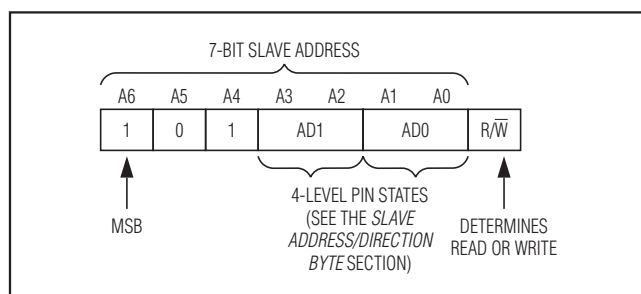 7-BIT SLAVE ADDRESS
A6 A5 A4 A3 A2 A1 A0
1 0 1 AD1 AD0 R/W̅
MSB
4-LEVEL PIN STATES
(SEE THE SLAVE
ADDRESS/DIRECTION
BYTE SECTION)
DETERMINES
READ OR WRITE